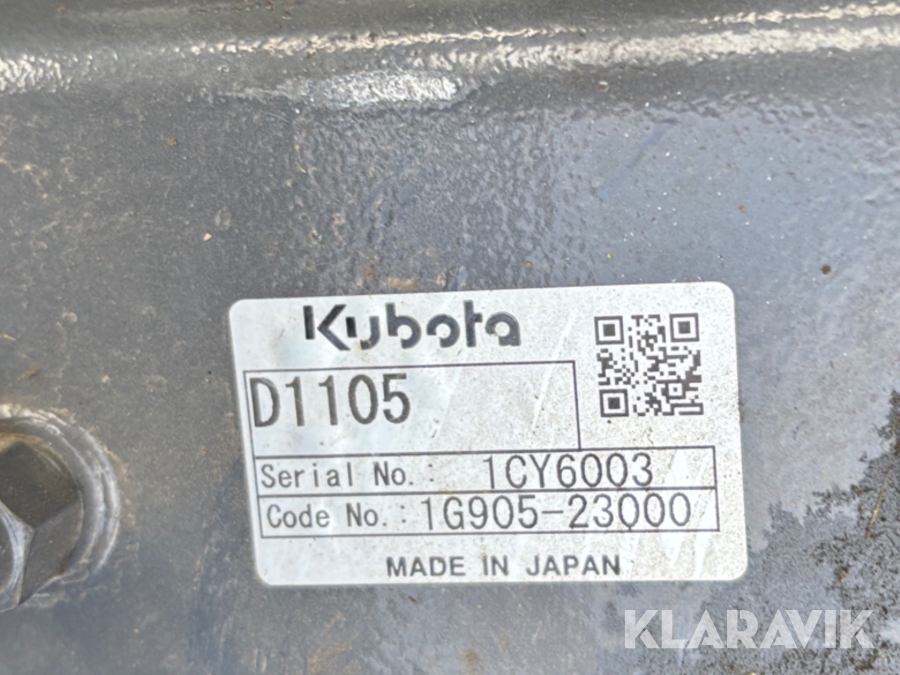 Kubota
D1105
Serial No.: 1CY6003
Code No.: 1G905-23000
MADE IN JAPAN
KLARAVIK